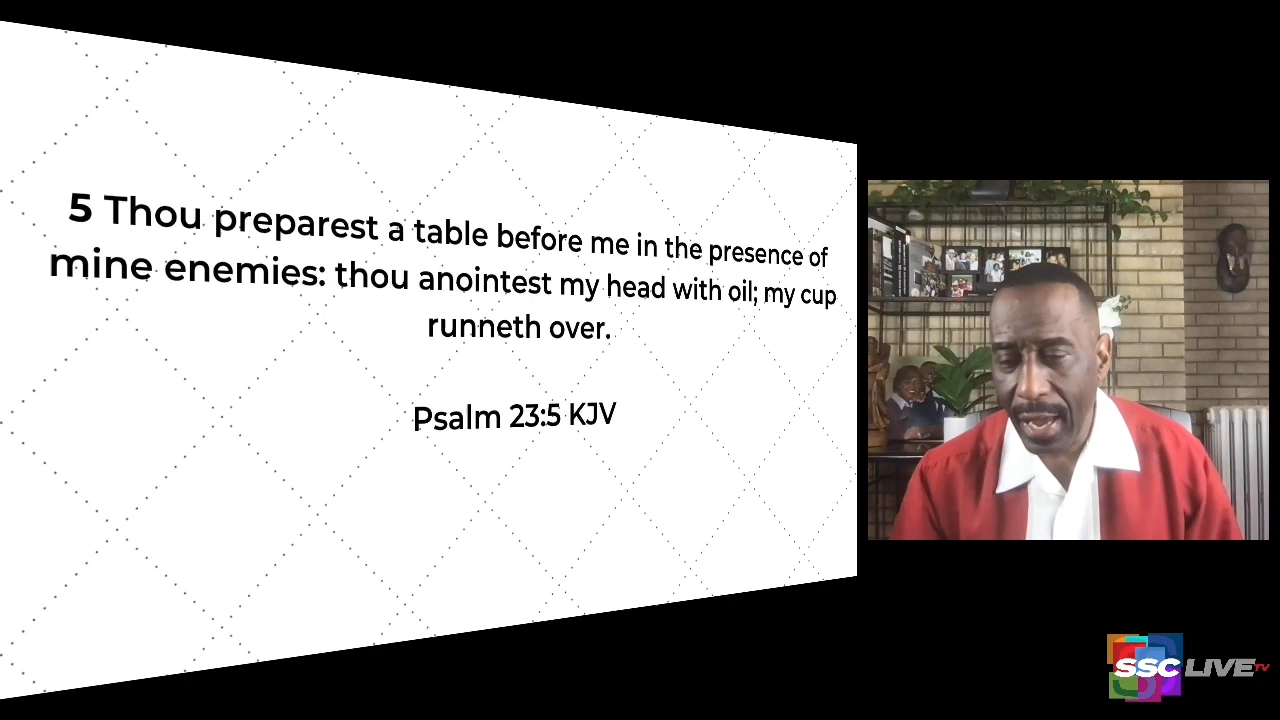 5 Thou preparest a table before me in the presence of
mine enemies: thou anointest my head with oil; my cup
runneth over.
Psalm 23:5 KJV
SSC LIVE TV